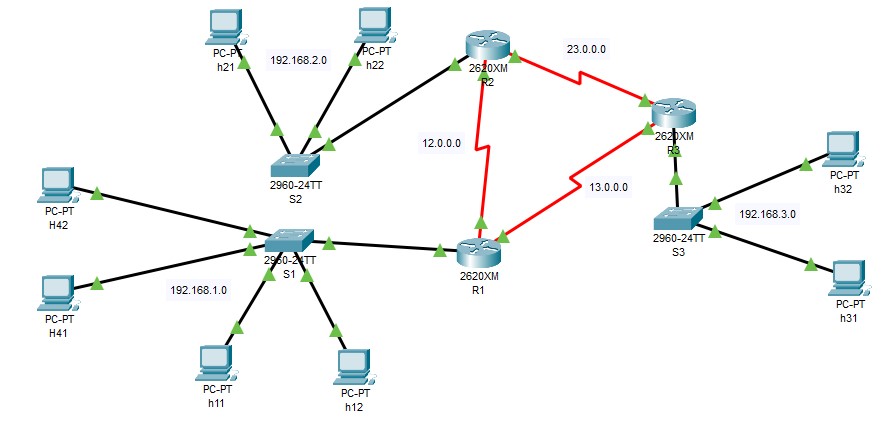 PC-PT
h21
192.168.2.0
PC-PT
h22
2620XM
R2
23.0.0.0
2620XM
R3
12.0.0.0
13.0.0.0
2960-24TT
S2
PC-PT
H42
2960-24TT
S1
2620XM
R1
PC-PT
h32
192.168.3.0
2960-24TT
S3
PC-PT
h31
PC-PT
H41
192.168.1.0
PC-PT
h11
PC-PT
h12